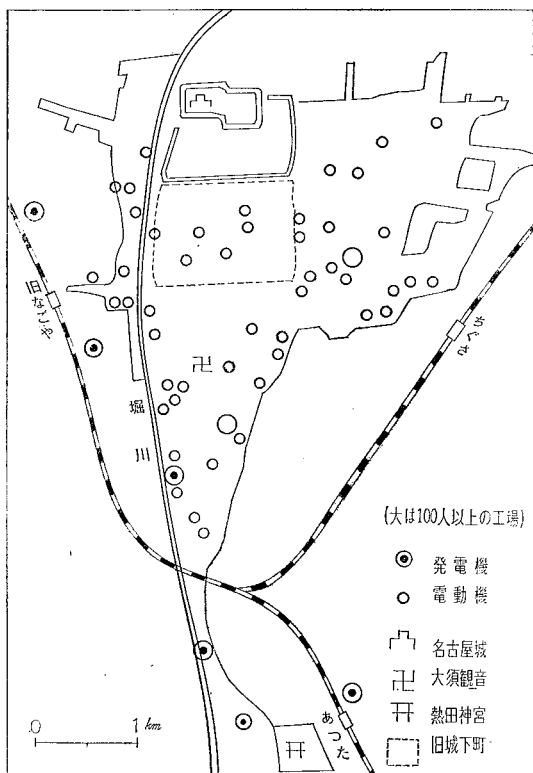 旧なごや
ちくさ
堀川
(大は100人以上の工場)
発電機
電動機
名古屋城
大須観音
熱田神宮
旧城下町
あつた
0 1 km